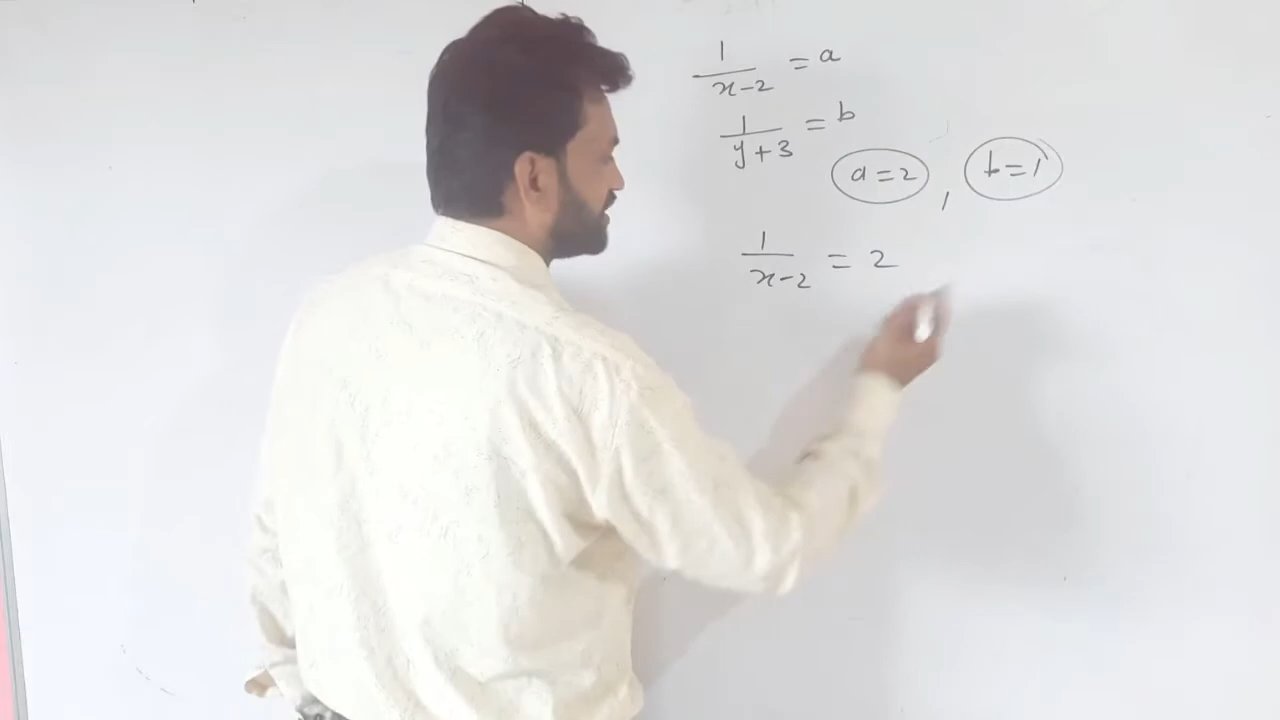 1/(x-2) = a
1/(y+3) = b
a=2 , b=1
1/(x-2) = 2